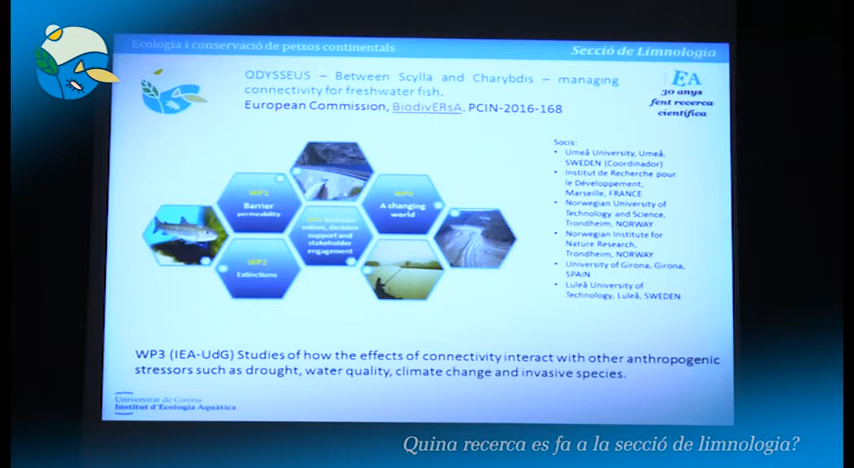 Ecologia i conservació de peixos continentals
Secció de Limnologia
ODYSSEUS – Between Scylla and Charybdis – managing
connectivity for freshwater fish.
European Commission, BiodivERsA. PCIN-2016-168
IEA
30 anys
fent recerca
científica
WP1
Barrier
permeability
A changing
world
support and
stakeholder
engagement
WP2
Extinctions
Socis:
• Umeå University, Umeå,
SWEDEN (Coordinador)
• Institut de Recherche pour
le Développement,
Marseille, FRANCE
• Norwegian University of
Technology and Science,
Trondheim, NORWAY
• Norwegian Institute for
Nature Research,
Trondheim, NORWAY
• University of Girona, Girona,
SPAIN
• Luleå University of
Technology, Luleå, SWEDEN
WP3 (IEA-UdG) Studies of how the effects of connectivity interact with other anthropogenic
stressors such as drought, water quality, climate change and invasive species.
Universitat de Girona
Institut d'Ecologia Aquàtica
Quina recerca es fa a la secció de limnologia?